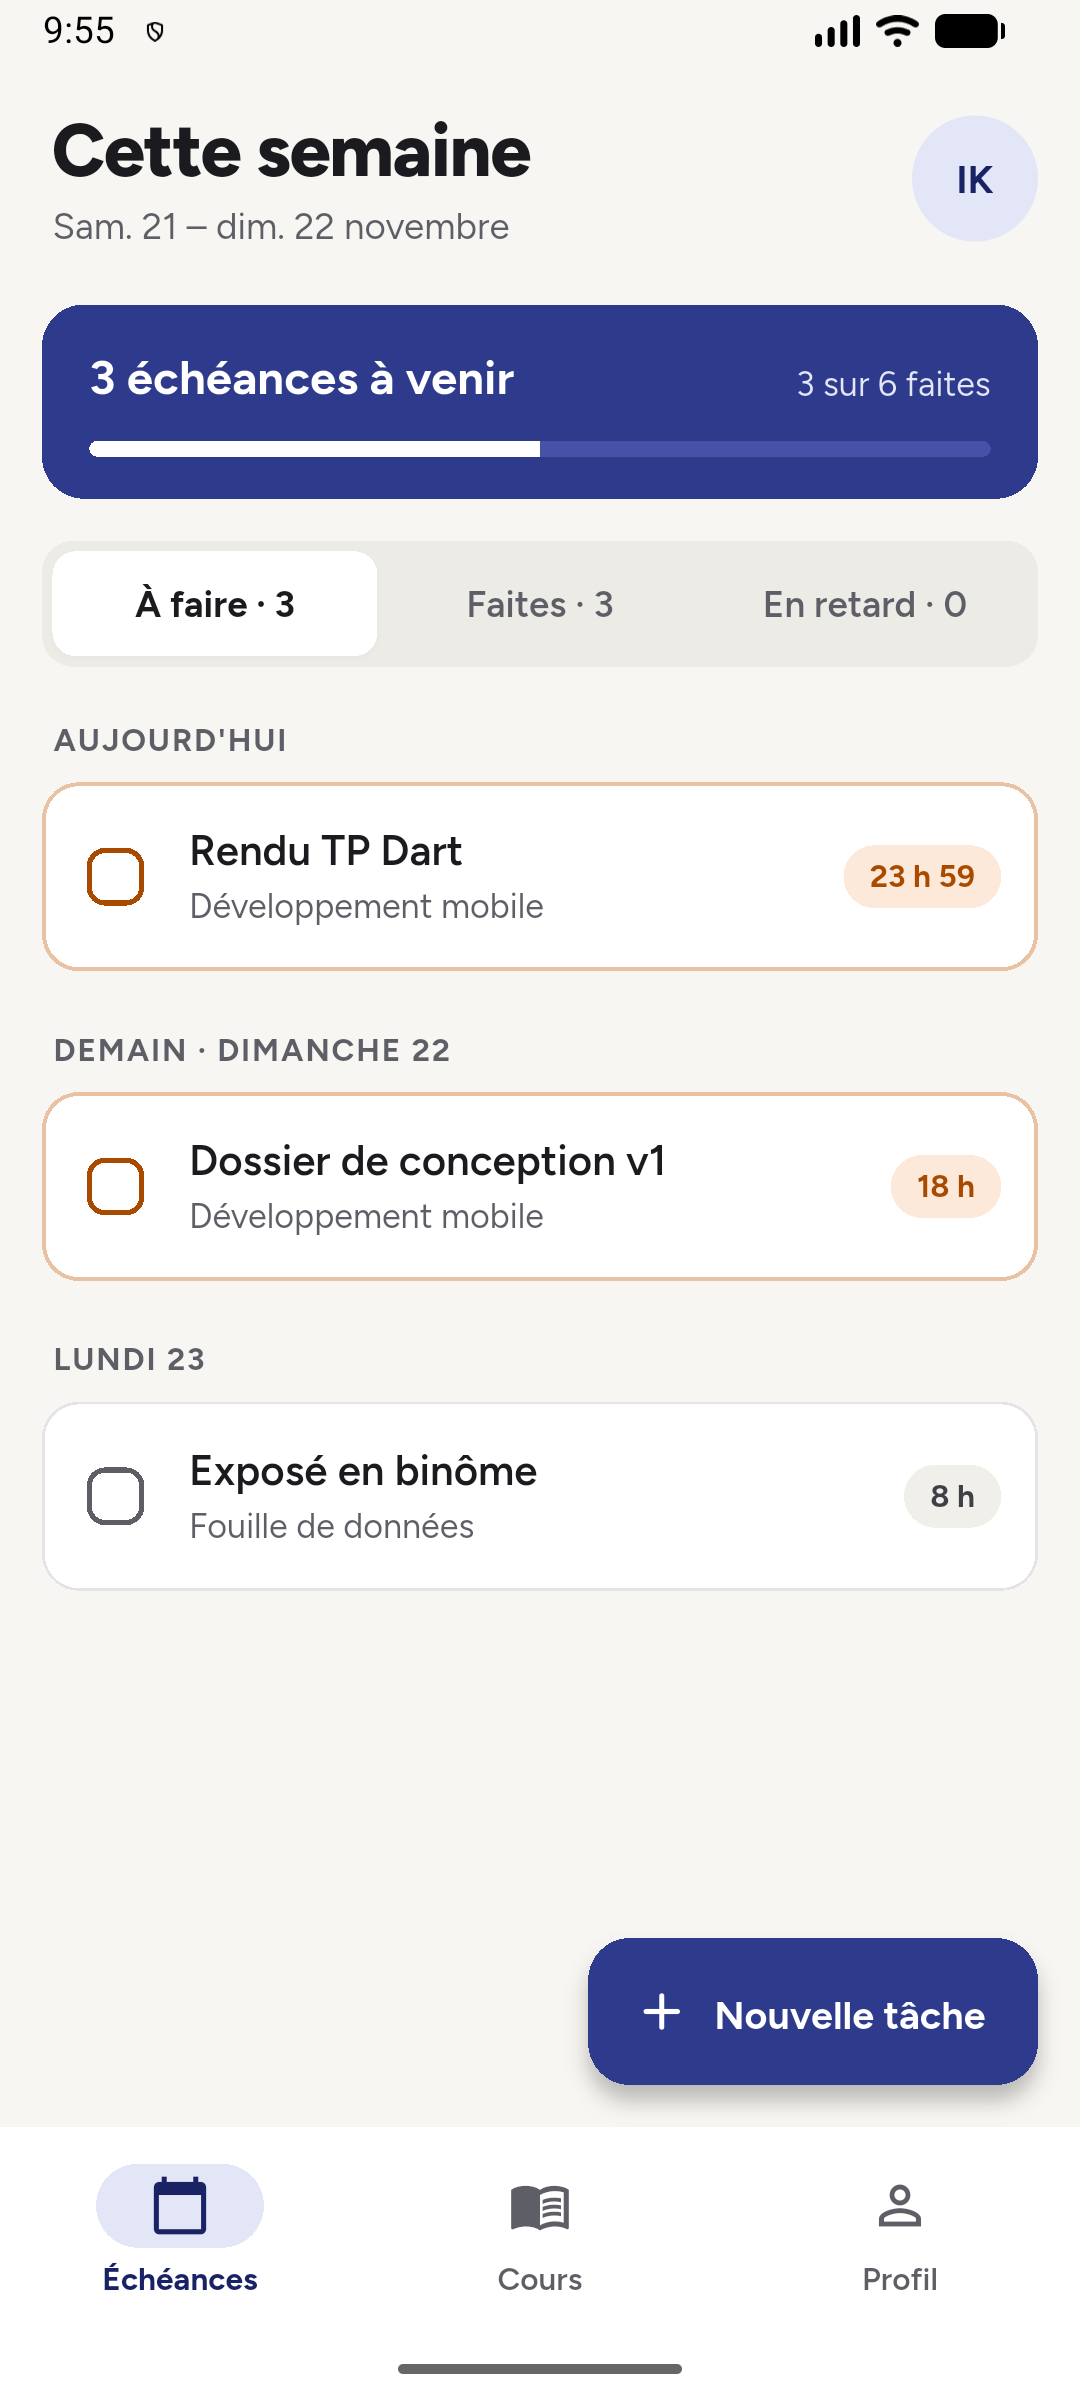 9:55
Cette semaine
IK
Sam. 21 – dim. 22 novembre
3 échéances à venir
3 sur 6 faites
À faire · 3
Faites · 3
En retard · 0
AUJOURD'HUI
Rendu TP Dart
Développement mobile
23 h 59
DEMAIN · DIMANCHE 22
Dossier de conception v1
Développement mobile
18 h
LUNDI 23
Exposé en binôme
Fouille de données
8 h
Nouvelle tâche
Échéances
Cours
Profil